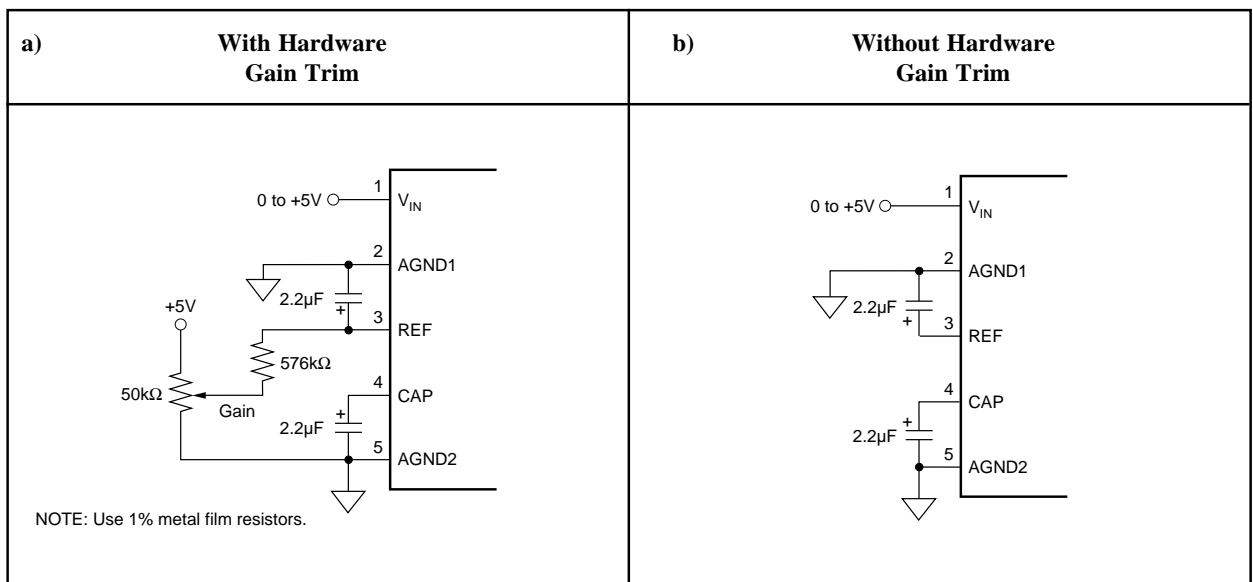 a)
With Hardware
Gain Trim
b)
Without Hardware
Gain Trim
0 to +5V
1
V_IN
2
AGND1
2.2µF
+
3
REF
+5V
576kΩ
50kΩ
Gain
4
CAP
+
2.2µF
5
AGND2
NOTE: Use 1% metal film resistors.
0 to +5V
1
V_IN
2
AGND1
2.2µF
+
3
REF
4
CAP
+
2.2µF
5
AGND2